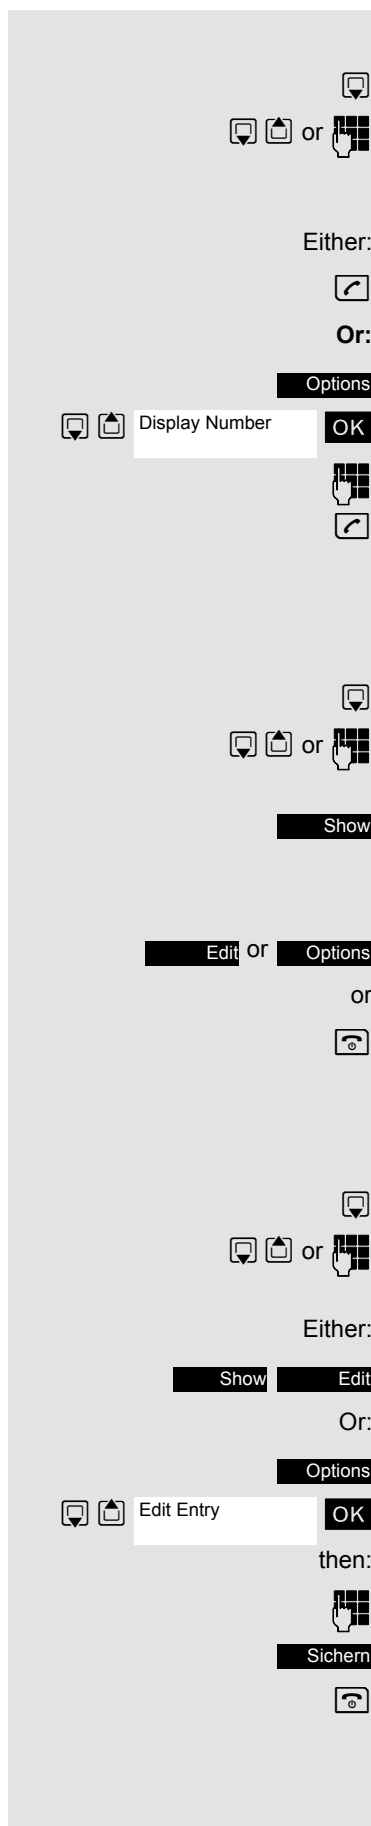 or
Either:
Or:
Options
Display Number OK
or
Show
Edit or Options
or
or
Either:
Show Edit
Or:
Options
Edit Entry OK
then:
Sichern